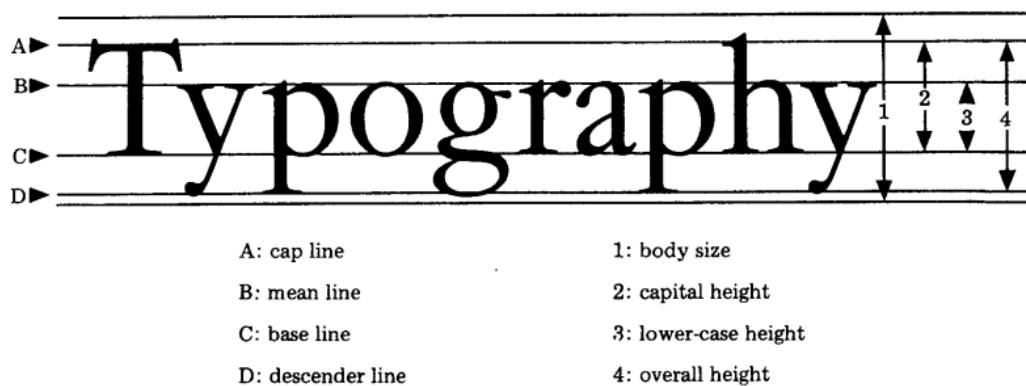 A
B
C
D
Typography
1
2
3
4
A: cap line
B: mean line
C: base line
D: descender line
1: body size
2: capital height
3: lower-case height
4: overall height